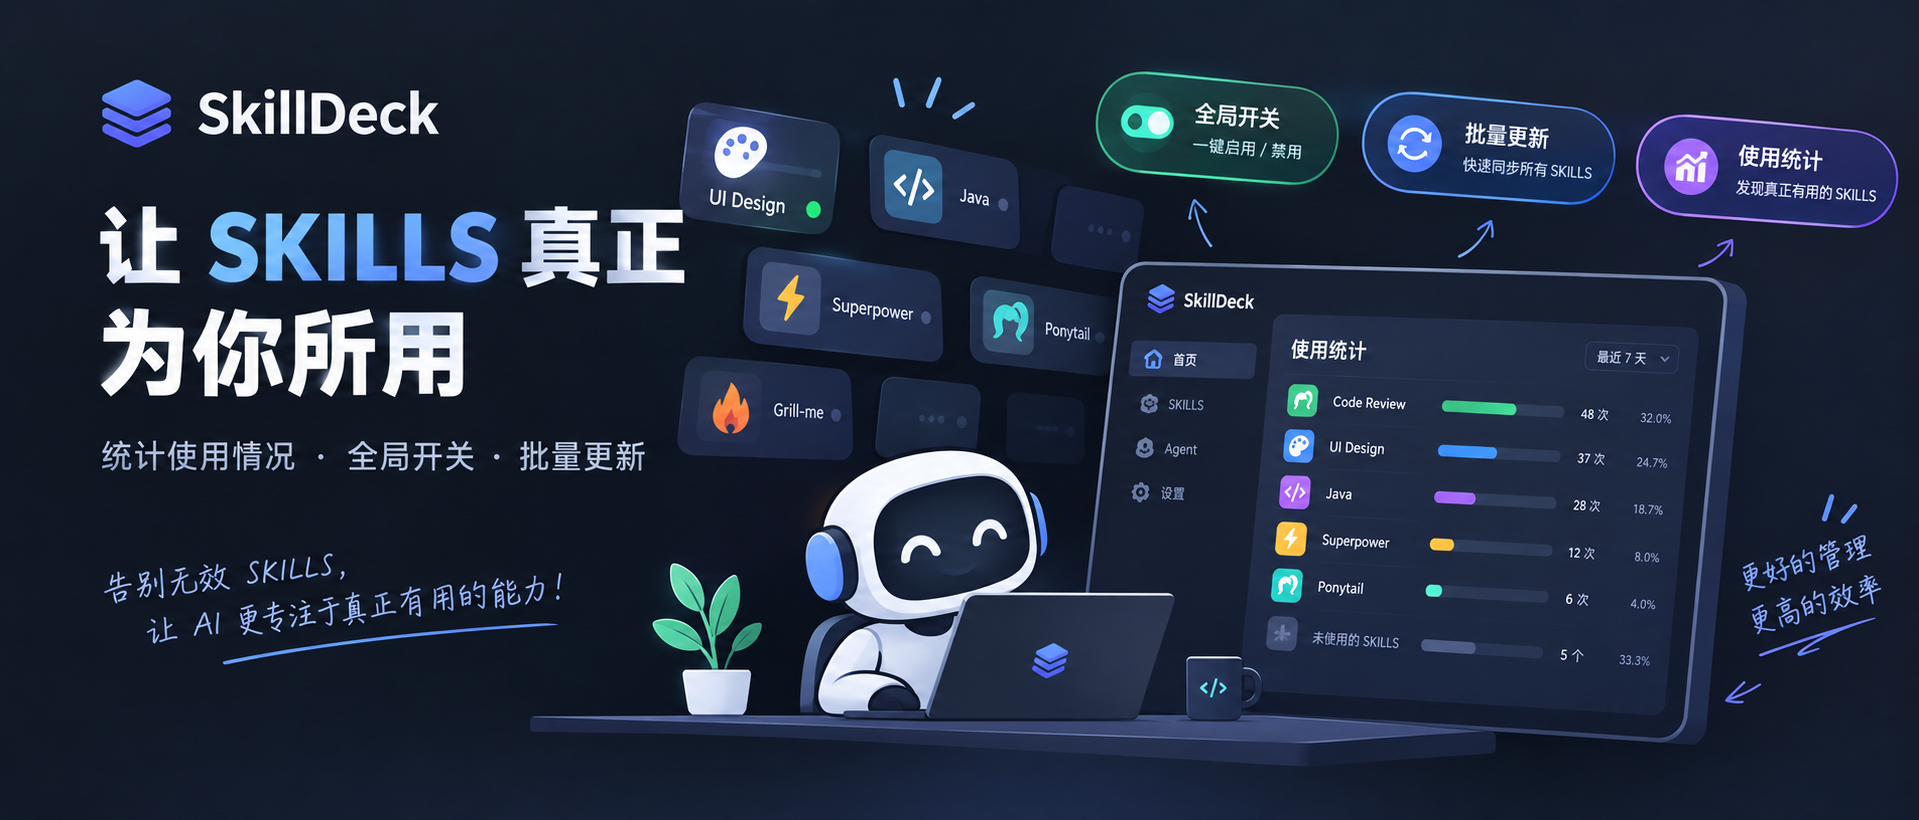 SkillDeck
让 SKILLS 真正
为你所用
统计使用情况 · 全局开关 · 批量更新
告别无效 SKILLS,
让 AI 更专注于真正有用的能力!
UI Design
Java
Superpower
Ponytail
Grill-me
全局开关
一键启用 / 禁用
批量更新
快速同步所有 SKILLS
使用统计
发现真正有用的 SKILLS
SkillDeck
首页
SKILLS
Agent
设置
使用统计
最近 7 天
Code Review 48 次 32.0%
UI Design 37 次 24.7%
Java 28 次 18.7%
Superpower 12 次 8.0%
Ponytail 6 次 4.0%
未使用的 SKILLS 5 个 33.3%
</> 
更好的管理
更高的效率